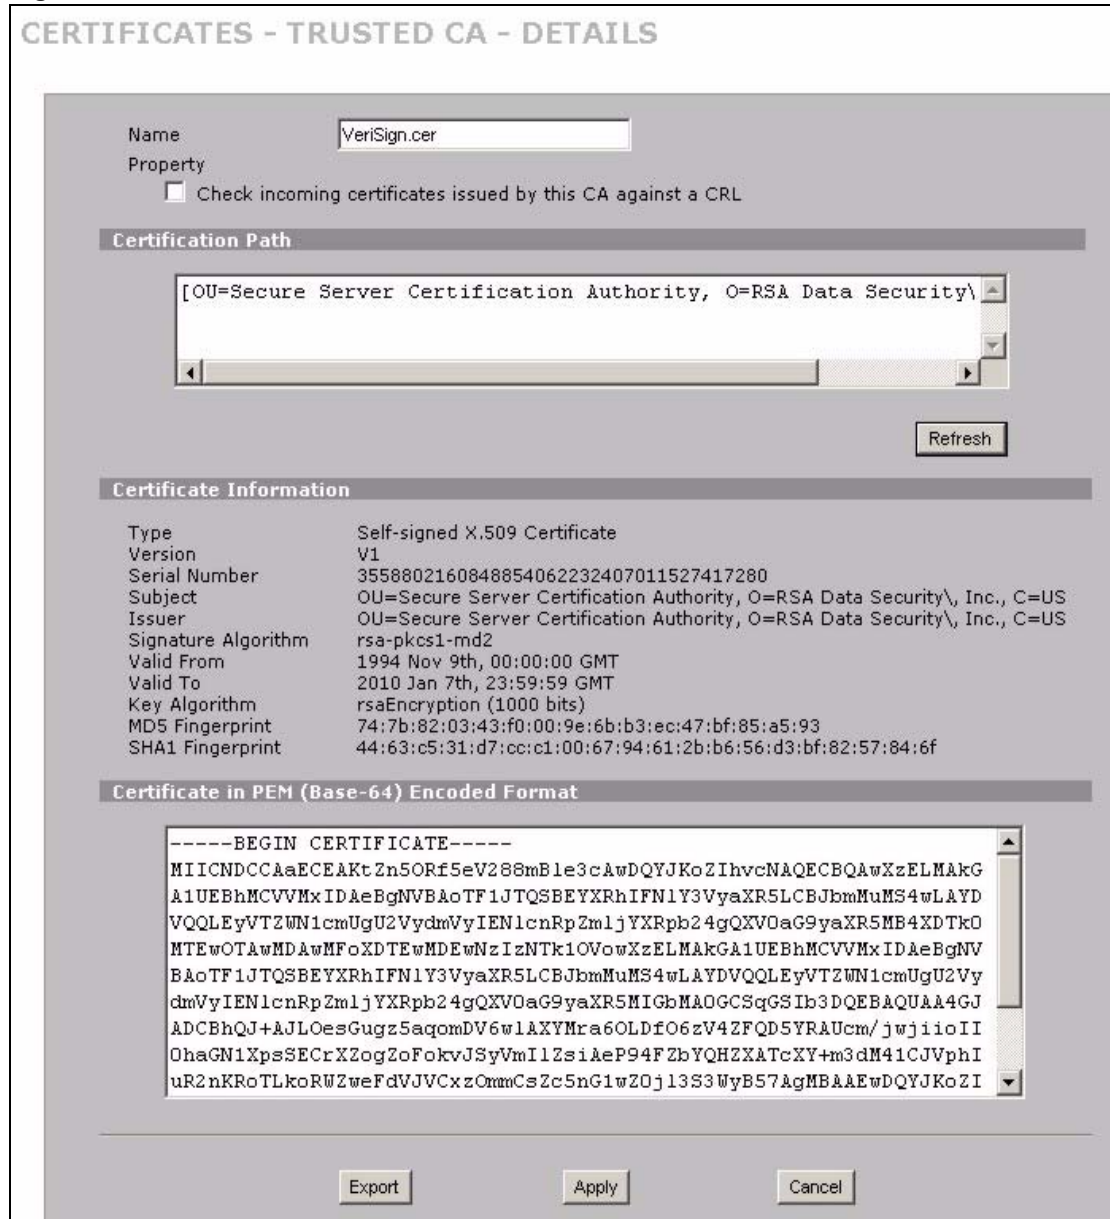 CERTIFICATES - TRUSTED CA - DETAILS
Name VeriSign.cer
Property
Check incoming certificates issued by this CA against a CRL
Certification Path
[OU=Secure Server Certification Authority, O=RSA Data Security\
Refresh
Certificate Information
Type Self-signed X.509 Certificate
Version V1
Serial Number 3558802160848854062232407011527417280
Subject OU=Secure Server Certification Authority, O=RSA Data Security\, Inc., C=US
Issuer OU=Secure Server Certification Authority, O=RSA Data Security\, Inc., C=US
Signature Algorithm rsa-pkcs1-md2
Valid From 1994 Nov 9th, 00:00:00 GMT
Valid To 2010 Jan 7th, 23:59:59 GMT
Key Algorithm rsaEncryption (1000 bits)
MD5 Fingerprint 74:7b:82:03:43:f0:00:9e:6b:b3:ec:47:bf:85:a5:93
SHA1 Fingerprint 44:63:c5:31:d7:cc:c1:00:67:94:61:2b:b6:56:d3:bf:82:57:84:6f
Certificate in PEM (Base-64) Encoded Format
-----BEGIN CERTIFICATE-----
MIICNDCCAaECEAKtZn5ORf5eV288mBle3cAwDQYJKoZIhvcNAQECBQAwXzELMAkG
A1UEBhMCVVMxIDAeBgNVBAoTF1JTQSBEYXRhIFNlY3VyaXR5LCBJbmMuMS4wLAYD
VQQLEyVTZWN1cmUgU2VydmVyIENlcnRpZmljYXRpb24gQXV0aG9yaXR5MB4XDTk0
MTEwOTAwMDAwMFoXDTEwMDEwNzIzNTk1OVowXzELMAkGA1UEBhMCVVMxIDAeBgNV
BAoTF1JTQSBEYXRhIFNlY3VyaXR5LCBJbmMuMS4wLAYDVQQLEyVTZWN1cmUgU2Vy
dmVyIENlcnRpZmljYXRpb24gQXV0aG9yaXR5MIGbMA0GCSqGSIb3DQEBAQUAA4GJ
ADCBhQJ+AJLOesGugz5aqomDV6wlAXYMra6OLDfO6zV4ZFQD5YRAUcm/jwjiioII
0haGN1XpsSECrXZogZoFokvJSyVmIlZsiAeP94FZbYQHZXATcXY+m3dM41CJVphI
uR2nKRoTLkoRWZweFdVJVCxzOmmCsZc5nG1wZ0jl3S3WyB57AgMBAAEwDQYJKoZI
Export Apply Cancel